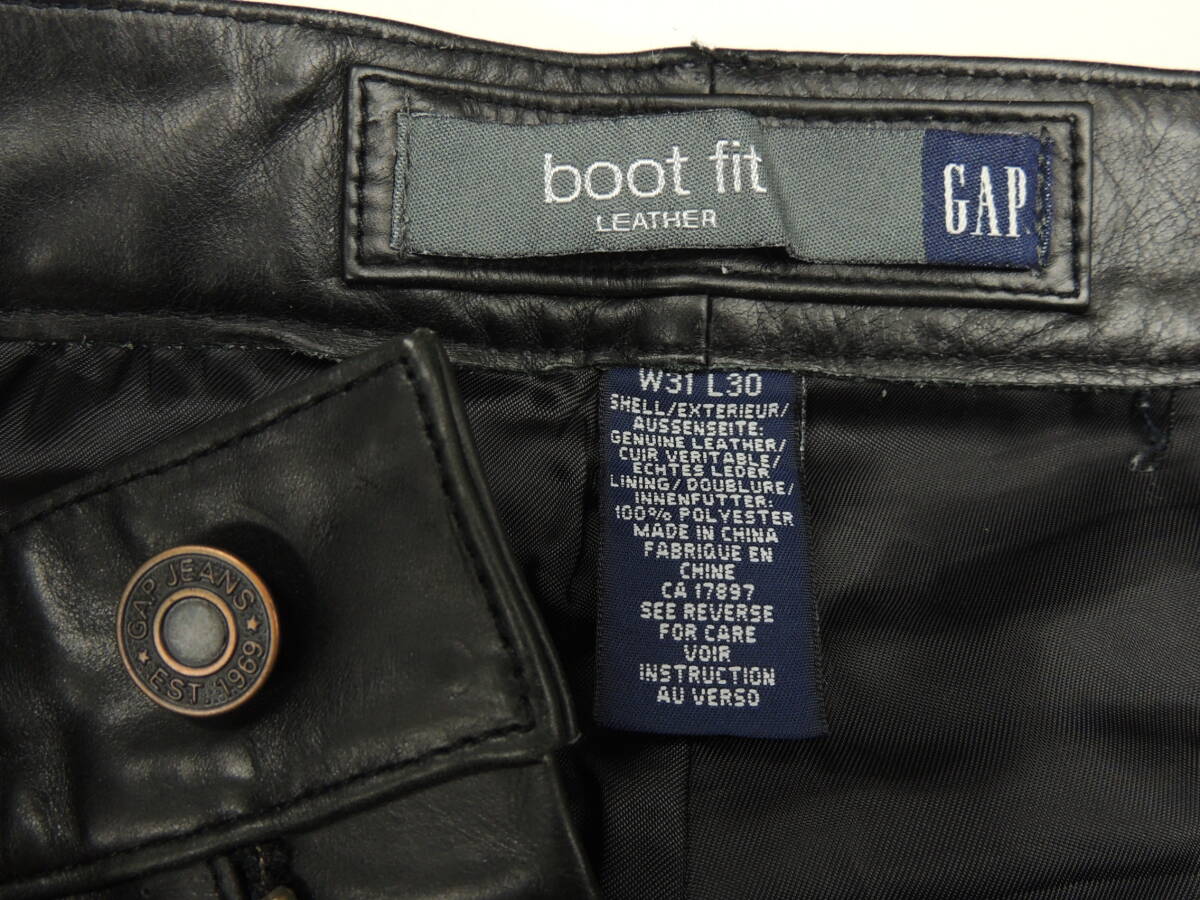 boot fit
LEATHER
GAP
W31 L30
SHELL/EXTERIEUR/
AUSSENSEITE:
GENUINE LEATHER/
CUIR VERITABLE/
ECHTES LEDER
LINING/DOUBLURE/
INNENFUTTER:
100% POLYESTER
MADE IN CHINA
FABRIQUE EN
CHINE
CA 17897
SEE REVERSE
FOR CARE
VOIR
INSTRUCTION
AU VERSO
GAP JEANS
EST. 1969